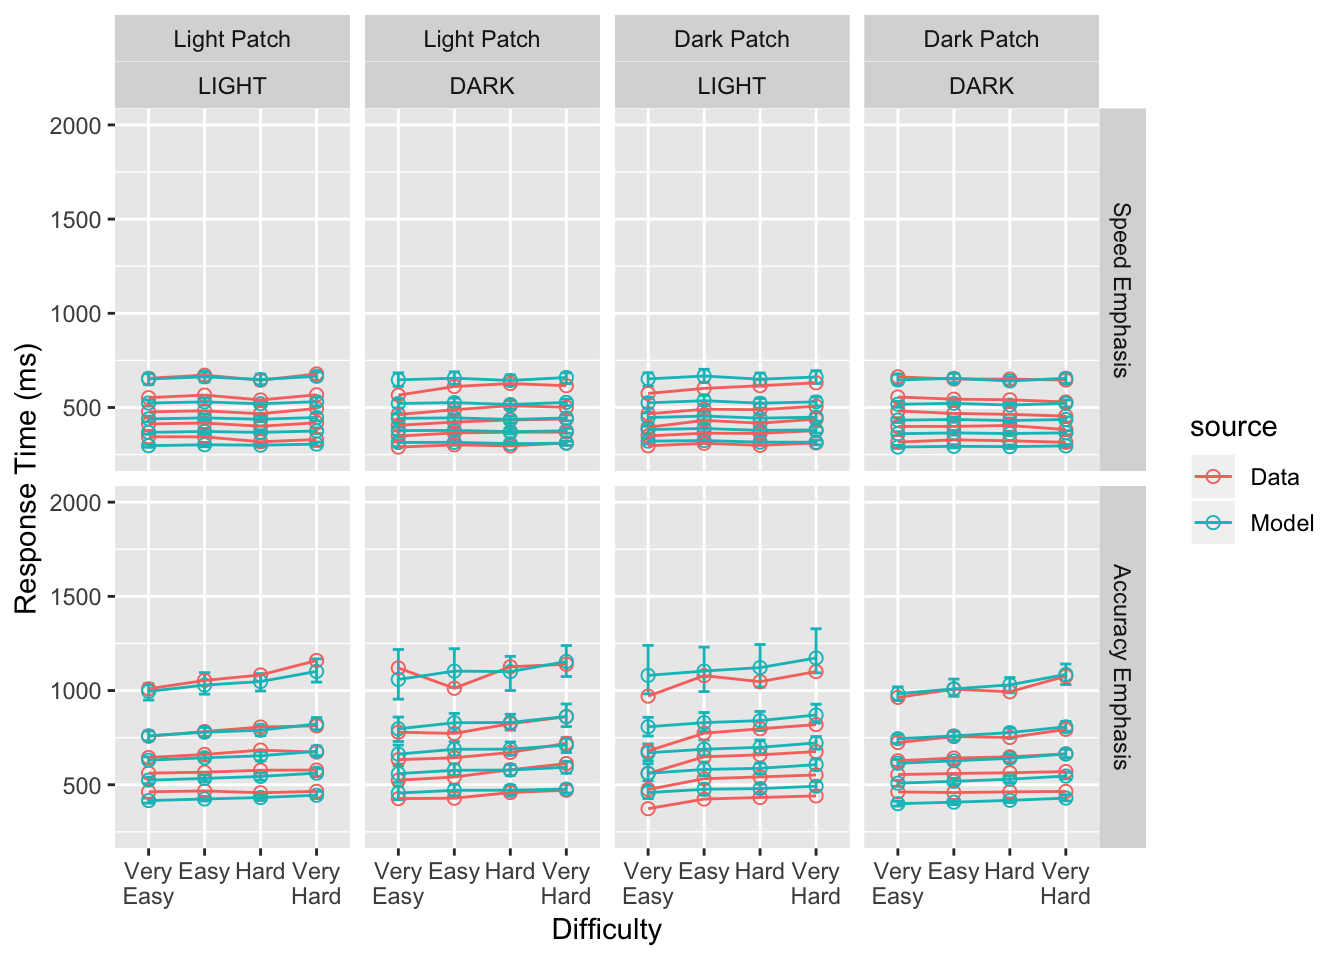 Light Patch Light Patch Dark Patch Dark Patch
LIGHT DARK LIGHT DARK
2000
1500
1000
500
Speed Emphasis
2000
1500
1000
500
Accuracy Emphasis
Response Time (ms)
Very Easy Hard Very Very Easy Hard Very Very Easy Hard Very Very Easy Hard Very
Easy Hard Easy Hard Easy Hard Easy Hard
Difficulty
source
Data
Model